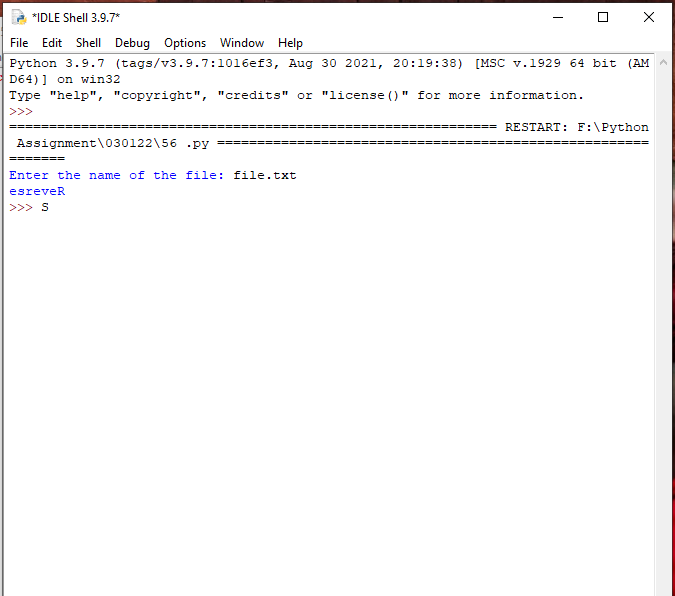 *IDLE Shell 3.9.7*
File Edit Shell Debug Options Window Help
Python 3.9.7 (tags/v3.9.7:1016ef3, Aug 30 2021, 20:19:38) [MSC v.1929 64 bit (AM
D64)] on win32
Type "help", "copyright", "credits" or "license()" for more information.
>>>
============================================================= RESTART: F:\Python
 Assignment\030122\56 .py ======================================================
=======
Enter the name of the file: file.txt
esreveR
>>> S